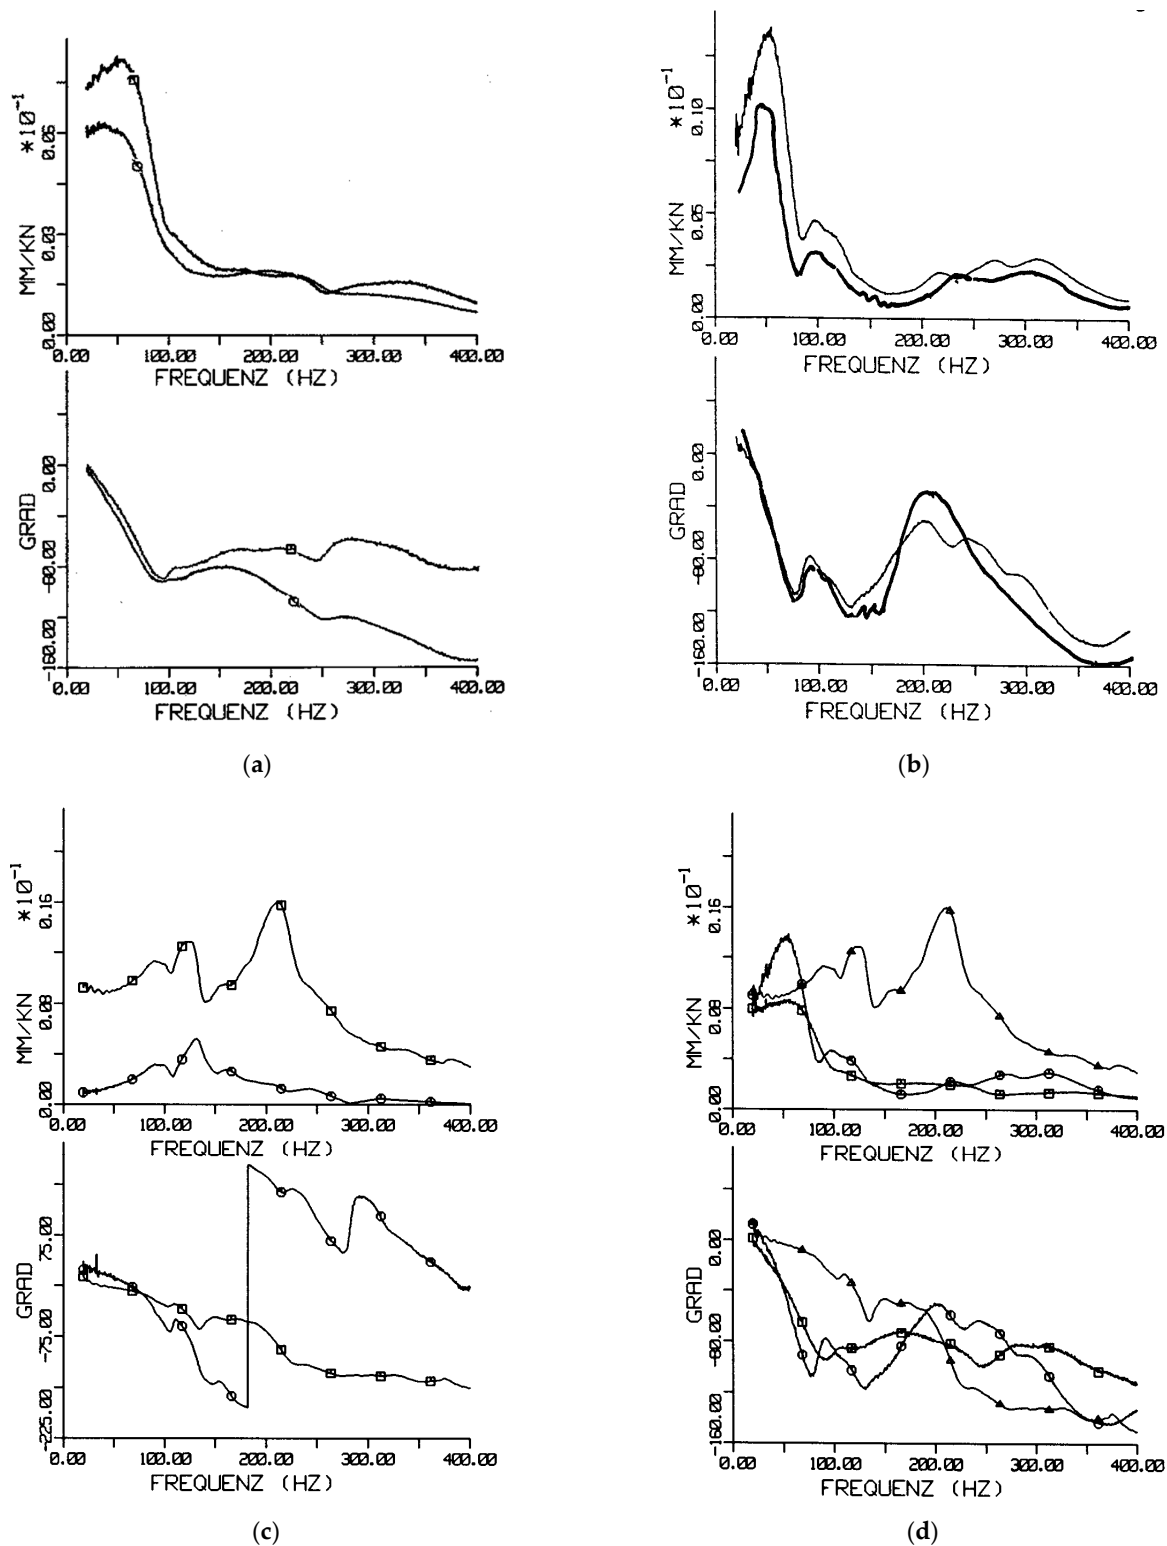 MM/KN *10⁻¹
0.00 0.03 0.06
0.00 100.00 200.00 300.00 400.00
FREQUENZ (HZ)
GRAD
-160.00 -80.00 0.00
0.00 100.00 200.00 300.00 400.00
FREQUENZ (HZ)
(a)
MM/KN *10⁻¹
0.00 0.05 0.10
0.00 100.00 200.00 300.00 400.00
FREQUENZ (HZ)
GRAD
-160.00 -80.00 0.00
0.00 100.00 200.00 300.00 400.00
FREQUENZ (HZ)
(b)
MM/KN *10⁻¹
0.00 0.08 0.16
0.00 100.00 200.00 300.00 400.00
FREQUENZ (HZ)
GRAD
-225.00 -75.00 75.00
0.00 100.00 200.00 300.00 400.00
FREQUENZ (HZ)
(c)
MM/KN *10⁻¹
0.00 0.08 0.16
0.00 100.00 200.00 300.00 400.00
FREQUENZ (HZ)
GRAD
-160.00 -80.00 0.00
0.00 100.00 200.00 300.00 400.00
FREQUENZ (HZ)
(d)